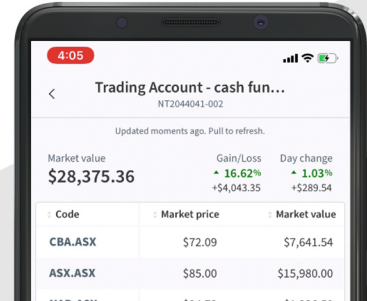 4:05
Trading Account - cash fun...
NT2044041-002
Updated moments ago. Pull to refresh.
Market value Gain/Loss Day change
$28,375.36 16.62% 1.03%
+$4,043.35 +$289.54
Code Market price Market value
CBA.ASX $72.09 $7,641.54
ASX.ASX $85.00 $15,980.00